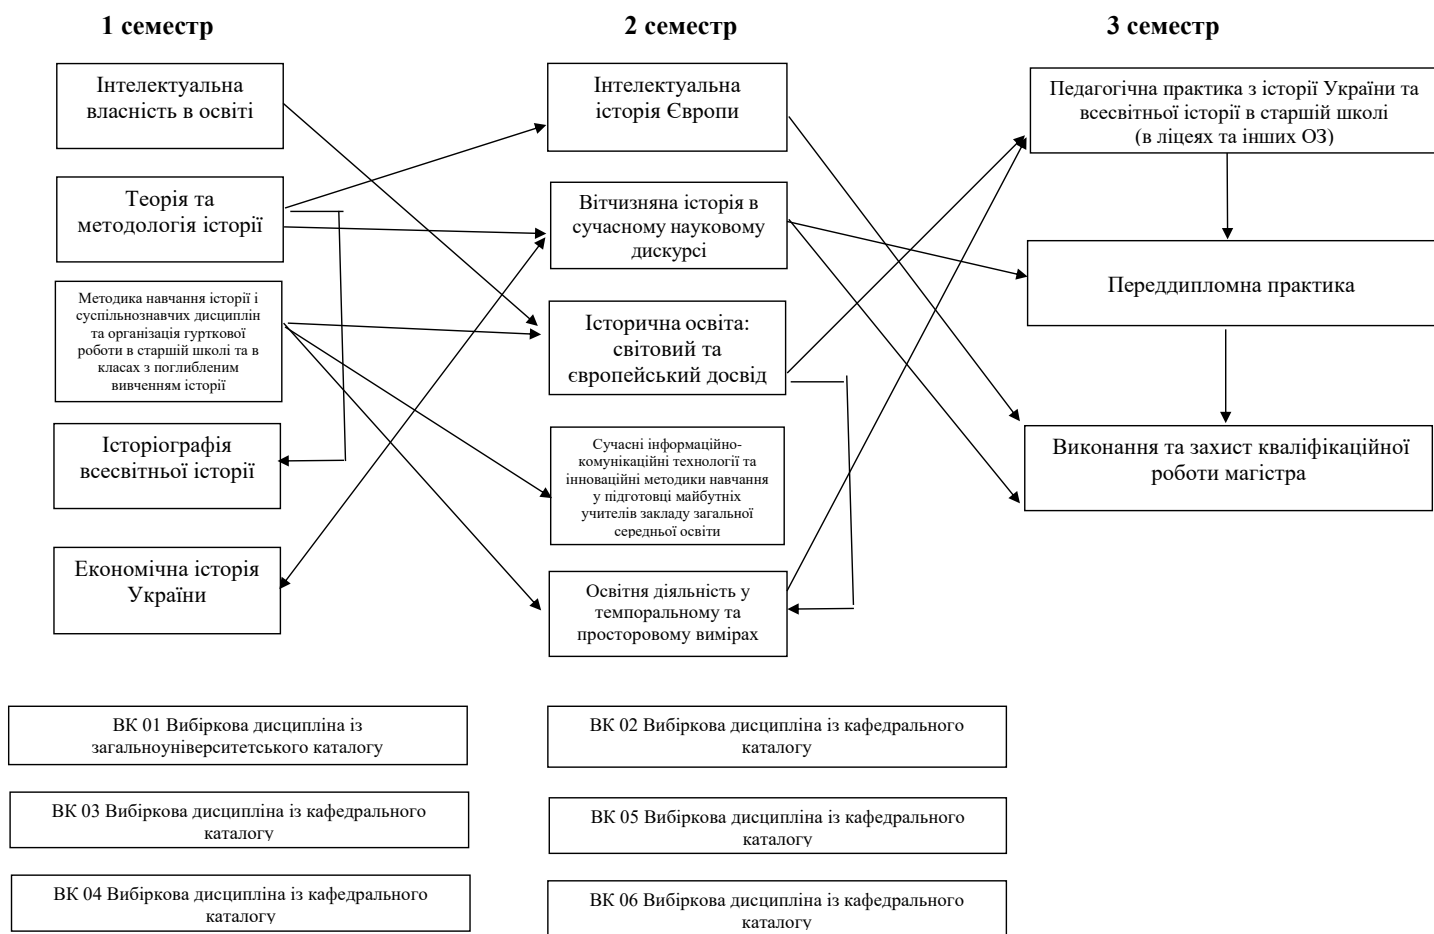 1 семестр
2 семестр
3 семестр
Інтелектуальна
власність в освіті
Теорія та
методологія історії
Методика навчання історії і
суспільнознавчих дисциплін
та організація гурткової
роботи в старшій школі та в
класах з поглибленим
вивченням історії
Історіографія
всесвітньої історії
Економічна історія
України
Інтелектуальна
історія Європи
Вітчизняна історія в
сучасному науковому
дискурсі
Історична освіта:
світовий та
європейський досвід
Сучасні інформаційно-
комунікаційні технології та
інноваційні методики навчання
у підготовці майбутніх
учителів закладу загальної
середньої освіти
Освітня діяльність у
темпоральному та
просторовому вимірах
Педагогічна практика з історії України та
всесвітньої історії в старшій школі
(в ліцеях та інших ОЗ)
Переддипломна практика
Виконання та захист кваліфікаційної
роботи магістра
ВК 01 Вибіркова дисципліна із
загальноуніверситетського каталогу
ВК 02 Вибіркова дисципліна із кафедрального
каталогу
ВК 03 Вибіркова дисципліна із кафедрального
каталогу
ВК 05 Вибіркова дисципліна із кафедрального
каталогу
ВК 04 Вибіркова дисципліна із кафедрального
каталогу
ВК 06 Вибіркова дисципліна із кафедрального
каталогу